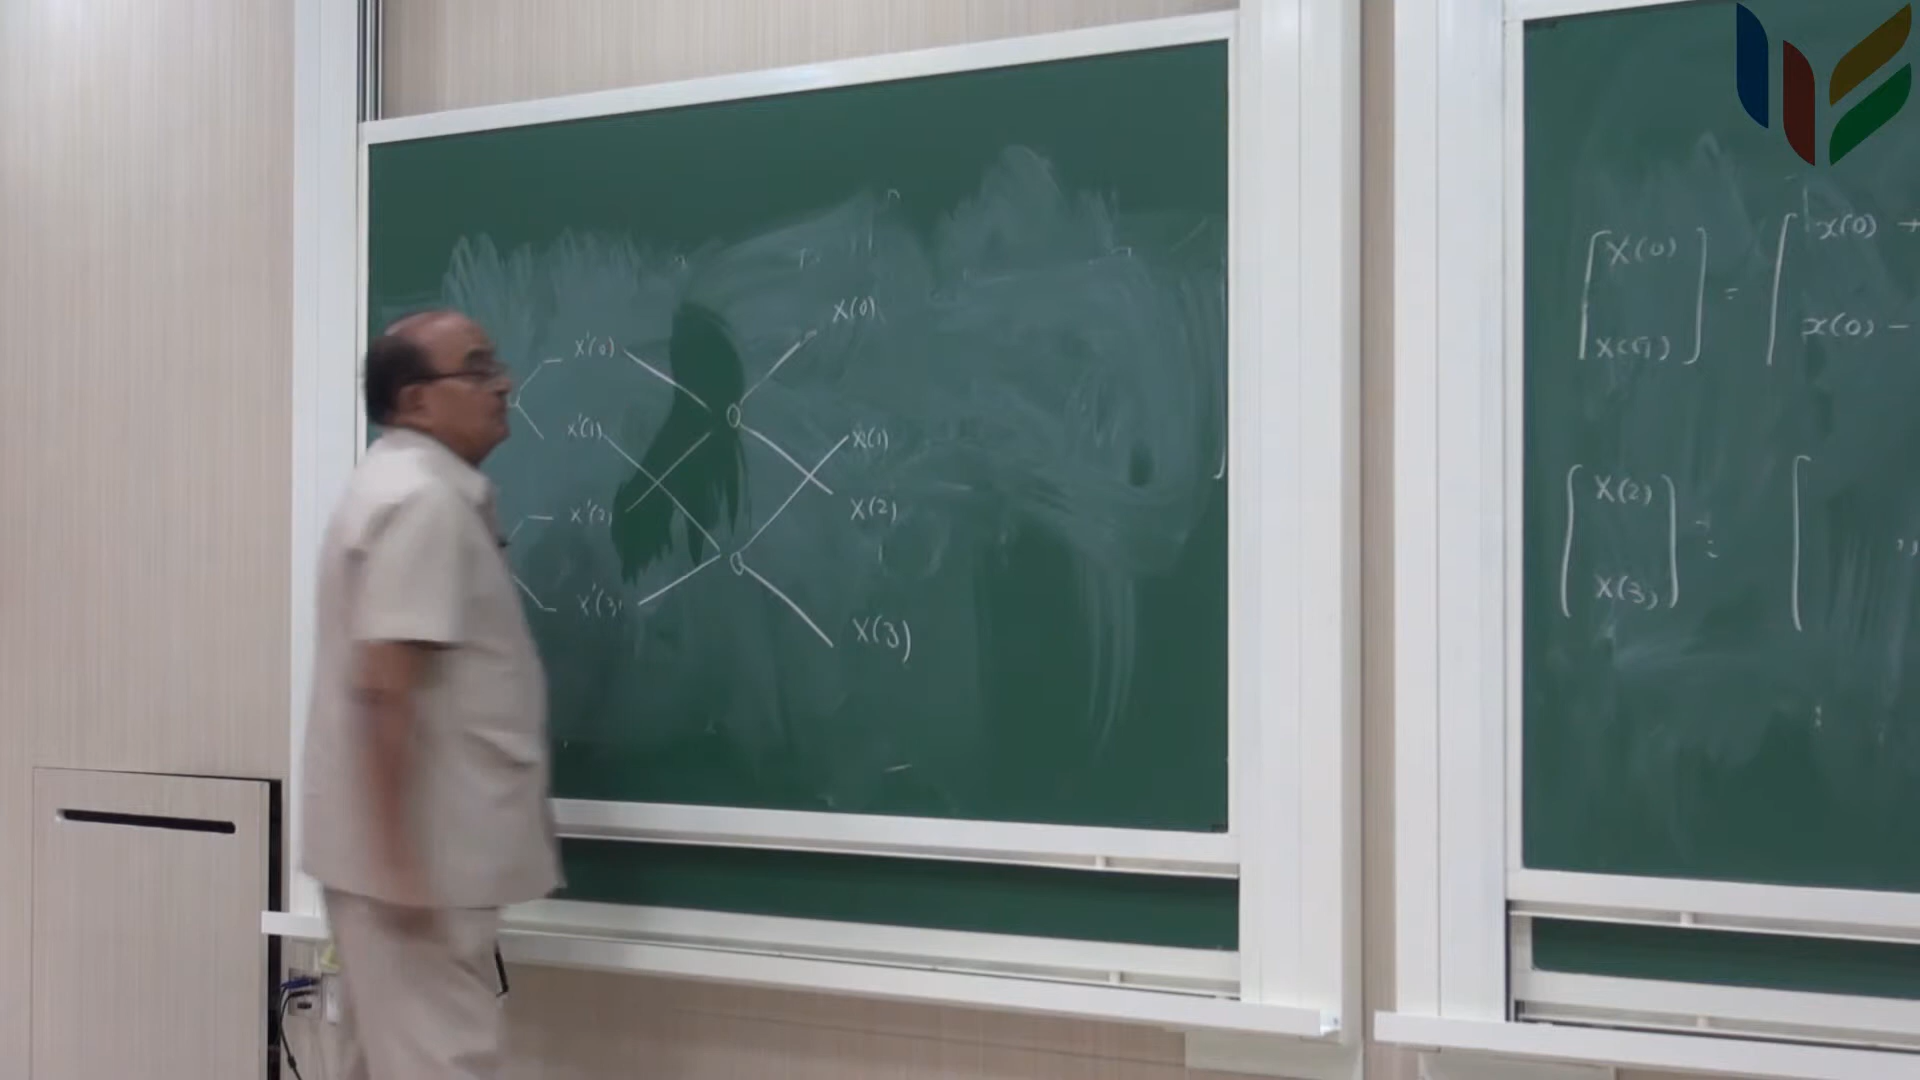 X(0)
X'(0)
X'(1) X(1)
X'(2) X(2)
X'(3) X(3)
[X(0) = [x(0) +
X(1)] x(0) -
[X(2) = [ ,,
X(3)]